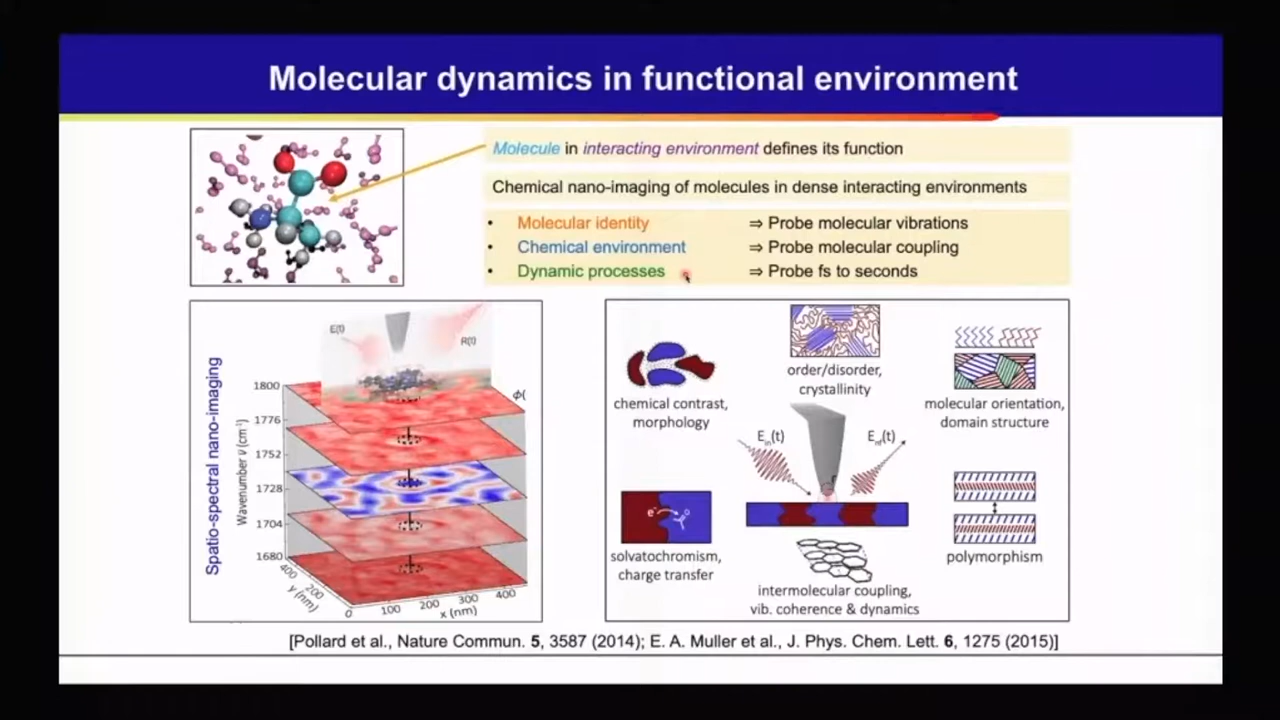 Molecular dynamics in functional environment
Molecule in interacting environment defines its function
Chemical nano-imaging of molecules in dense interacting environments
• Molecular identity ⇒ Probe molecular vibrations
• Chemical environment ⇒ Probe molecular coupling
• Dynamic processes ⇒ Probe fs to seconds
Spatio-spectral nano-imaging
E(t)
R(t)
ϕ(
Wavenumber ν (cm⁻¹)
1800
1776
1752
1728
1704
1680
400
200
y (nm)
0
100
200
300
400
x (nm)
chemical contrast,
morphology
order/disorder,
crystallinity
molecular orientation,
domain structure
E_in(t)
E_nf(t)
e⁻
solvatochromism,
charge transfer
intermolecular coupling,
vib. coherence & dynamics
polymorphism
[Pollard et al., Nature Commun. 5, 3587 (2014); E. A. Muller et al., J. Phys. Chem. Lett. 6, 1275 (2015)]